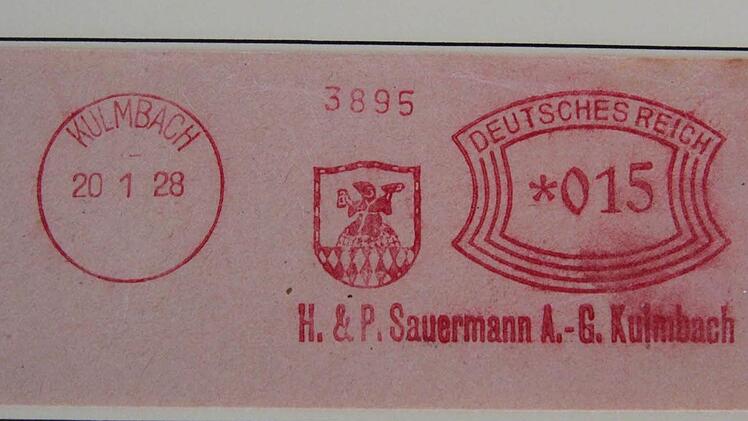 KULMBACH
20 1 28
3895
DEUTSCHES REICH
*015
H. & P. Sauermann A.-G. Kulmbach